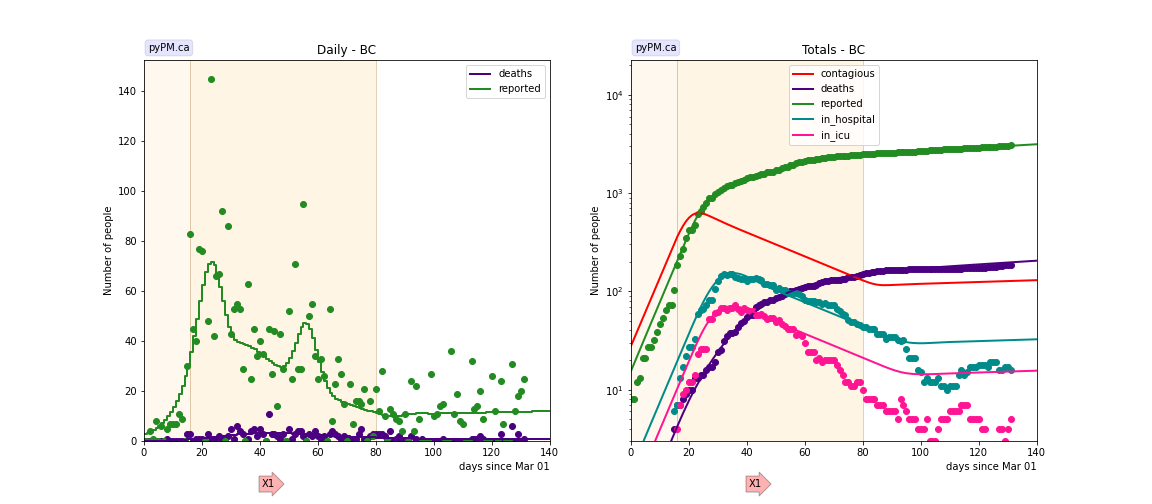 pyPM.ca
Daily - BC
deaths
reported
Number of people
0
20
40
60
80
100
120
140
0 20 40 60 80 100 120 140
days since Mar 01
X1
pyPM.ca
Totals - BC
contagious
deaths
reported
in_hospital
in_icu
Number of people
10⁴
10³
10²
10¹
0 20 40 60 80 100 120 140
days since Mar 01
X1